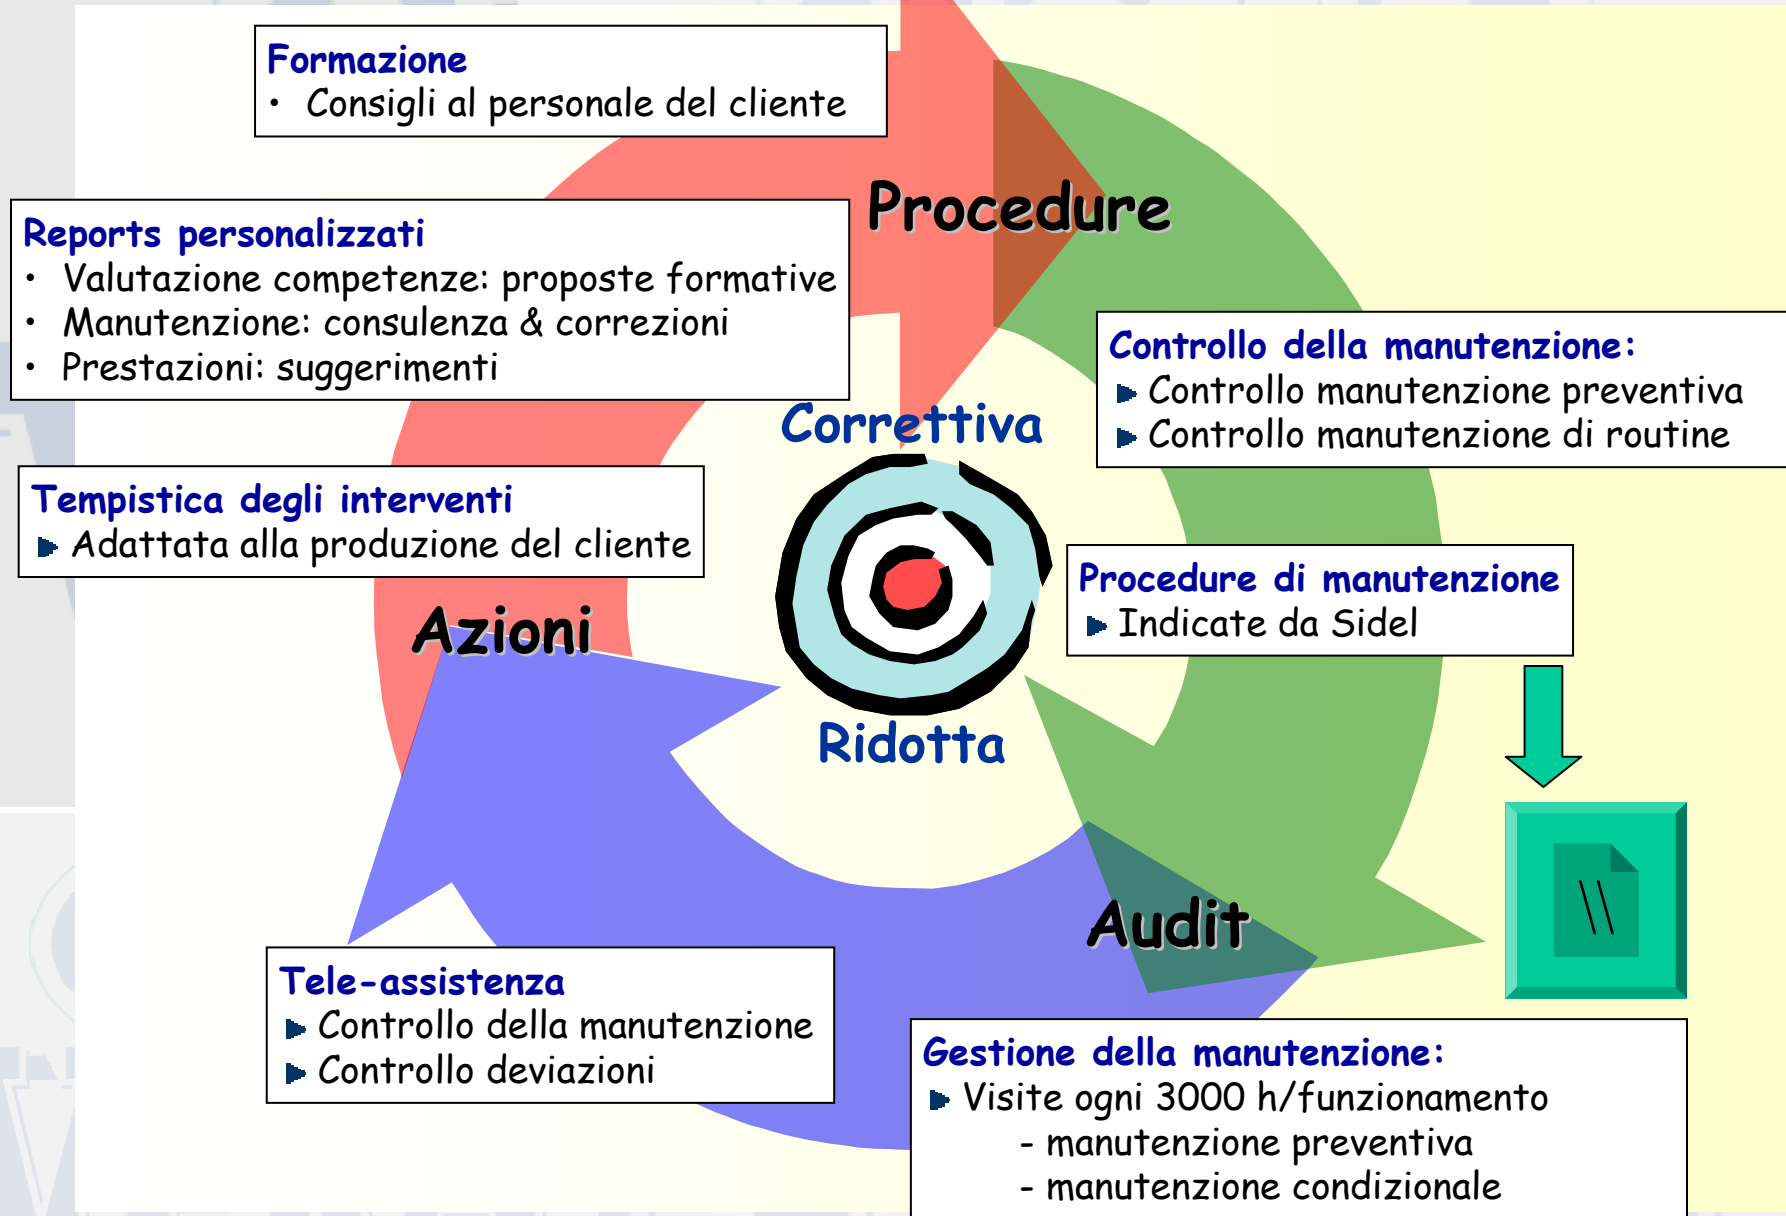 Formazione
• Consigli al personale del cliente
Procedure
Reports personalizzati
• Valutazione competenze: proposte formative
• Manutenzione: consulenza & correzioni
• Prestazioni: suggerimenti
Controllo della manutenzione:
Controllo manutenzione preventiva
Controllo manutenzione di routine
Correttiva
Tempistica degli interventi
Adattata alla produzione del cliente
Procedure di manutenzione
Indicate da Sidel
Azioni
Ridotta
Audit
Tele-assistenza
Controllo della manutenzione
Controllo deviazioni
Gestione della manutenzione:
Visite ogni 3000 h/funzionamento
- manutenzione preventiva
- manutenzione condizionale